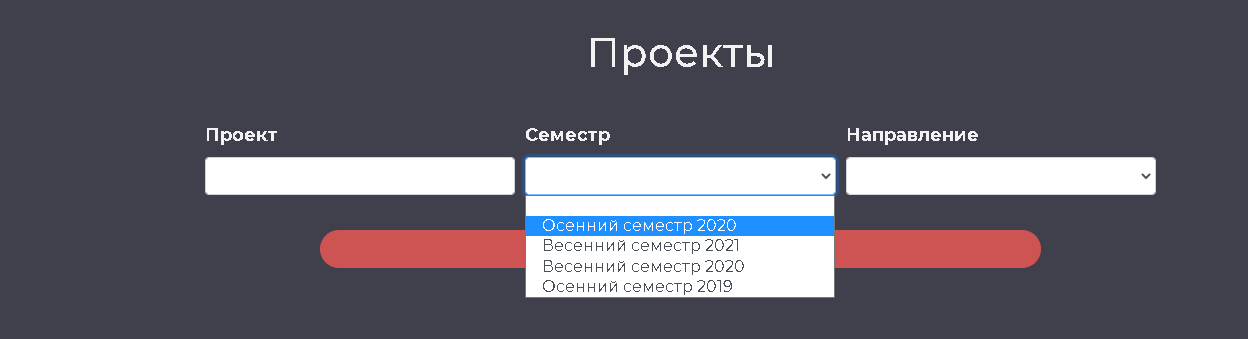 Проекты
Проект
Семестр
Направление
Осенний семестр 2020
Весенний семестр 2021
Весенний семестр 2020
Осенний семестр 2019